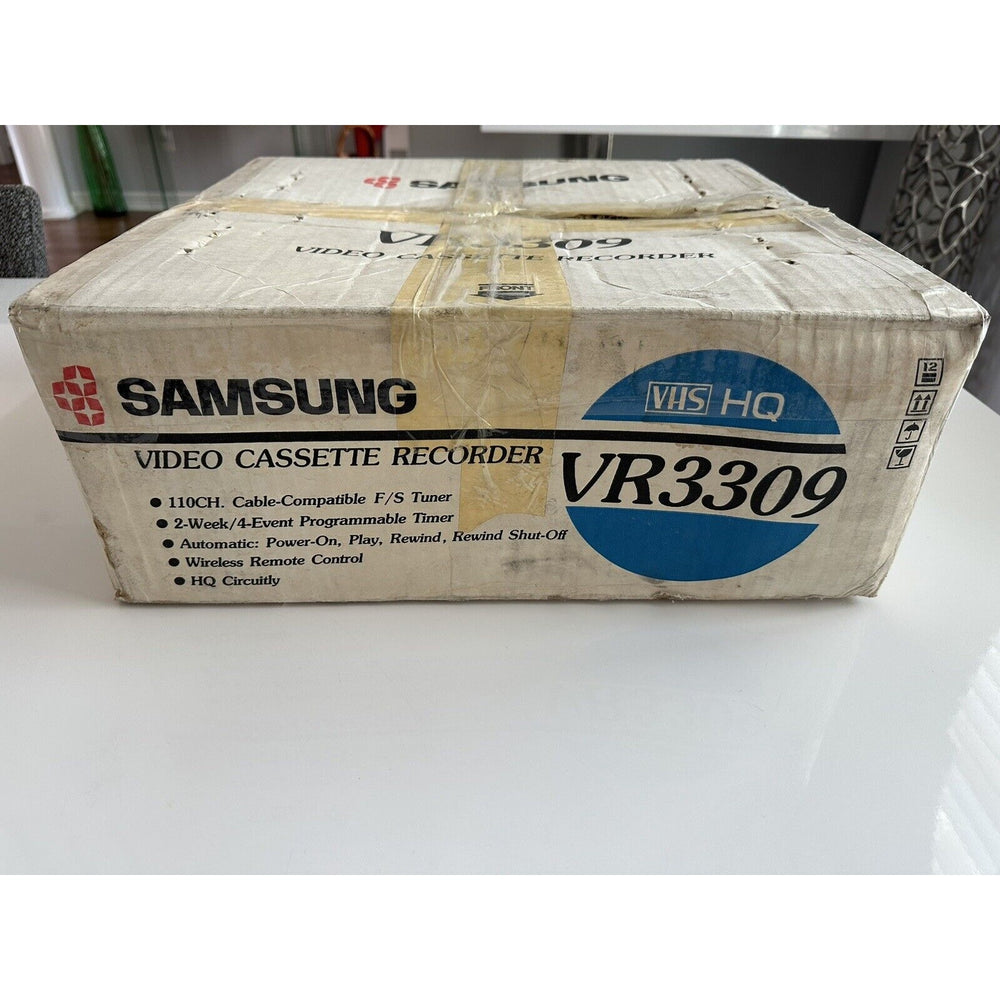 SAMSUNG
VR3309
VIDEO CASSETTE RECORDER
FRONT
SAMSUNG
VIDEO CASSETTE RECORDER
● 110CH. Cable-Compatible F/S Tuner
● 2-Week/4-Event Programmable Timer
● Automatic: Power-On, Play, Rewind, Rewind Shut-Off
● Wireless Remote Control
● HQ Circuitly
VHS HQ
VR3309
12